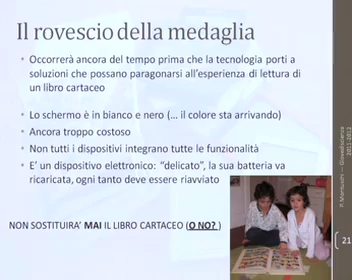 Il rovescio della medaglia
• Occorrerà ancora del tempo prima che la tecnologia porti a
soluzioni che possano paragonarsi all'esperienza di lettura di
un libro cartaceo
• Lo schermo è in bianco e nero (... il colore sta arrivando)
• Ancora troppo costoso
• Non tutti i dispositivi integrano tutte le funzionalità
• E' un dispositivo elettronico: "delicato", la sua batteria va
ricaricata, ogni tanto deve essere riavviato
NON SOSTITUIRA' MAI IL LIBRO CARTACEO (O NO?)
2011-2012
21